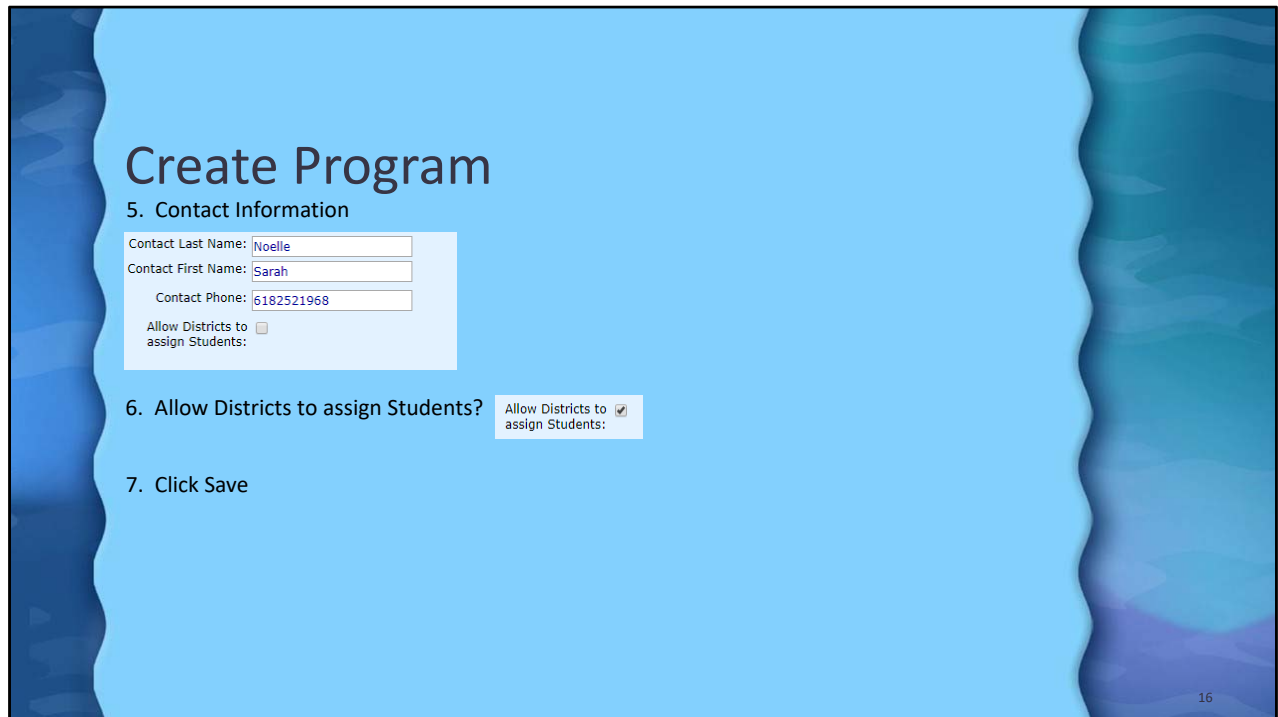 Create Program
5. Contact Information
Contact Last Name: Noelle
Contact First Name: Sarah
Contact Phone: 6182521968
Allow Districts to
assign Students:
6. Allow Districts to assign Students?
Allow Districts to
assign Students:
7. Click Save
16